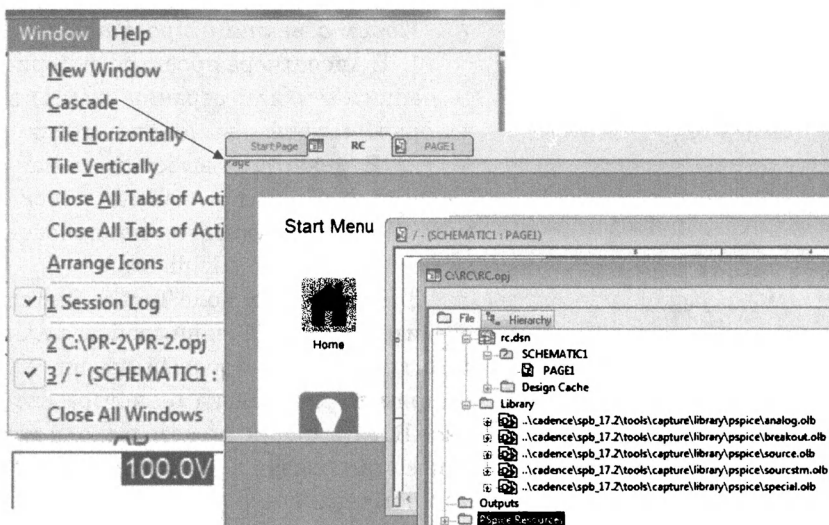 Window Help
New Window
Cascade
Tile Horizontally
Tile Vertically
Close All Tabs of Acti
Close All Tabs of Acti
Arrange Icons
1 Session Log
2 C:\PR-2\PR-2.opj
3 / - (SCHEMATIC1 :
Close All Windows
100.0V
Start Page RC PAGE1
Page
Start Menu
Home
/ - (SCHEMATIC1 : PAGE1)
C:\RC\RC.opj
File Hierarchy
rc.dsn
SCHEMATIC1
PAGE1
Design Cache
Library
..\cadence\spb_17.2\tools\capture\library\pspice\analog.olb
..\cadence\spb_17.2\tools\capture\library\pspice\breakout.olb
..\cadence\spb_17.2\tools\capture\library\pspice\source.olb
..\cadence\spb_17.2\tools\capture\library\pspice\sourcstm.olb
..\cadence\spb_17.2\tools\capture\library\pspice\special.olb
Outputs
PSpice Resources